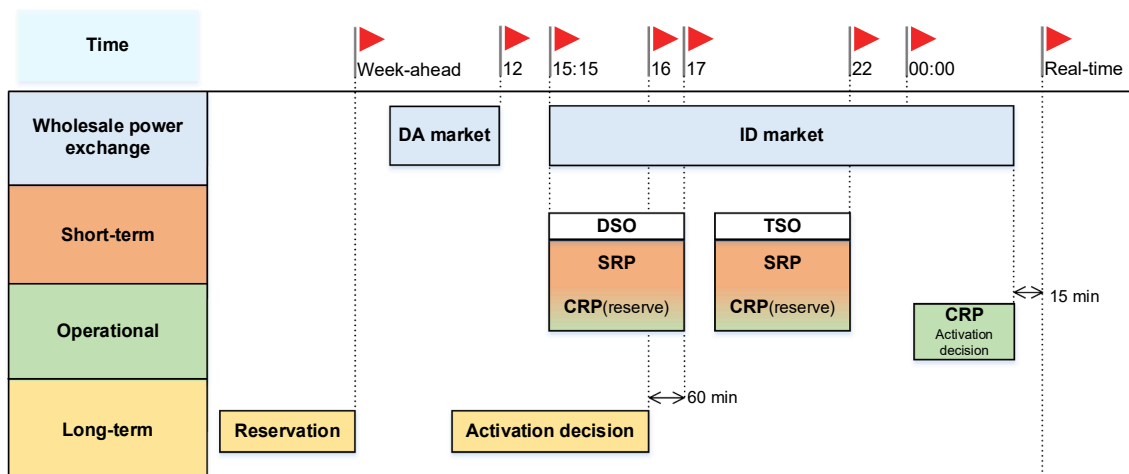 Time
Week-ahead
12
15:15
16
17
22
00:00
Real-time
Wholesale power
exchange
DA market
ID market
Short-term
DSO
TSO
SRP
SRP
CRP(reserve)
CRP(reserve)
15 min
Operational
CRP
Activation
decision
60 min
Long-term
Reservation
Activation decision